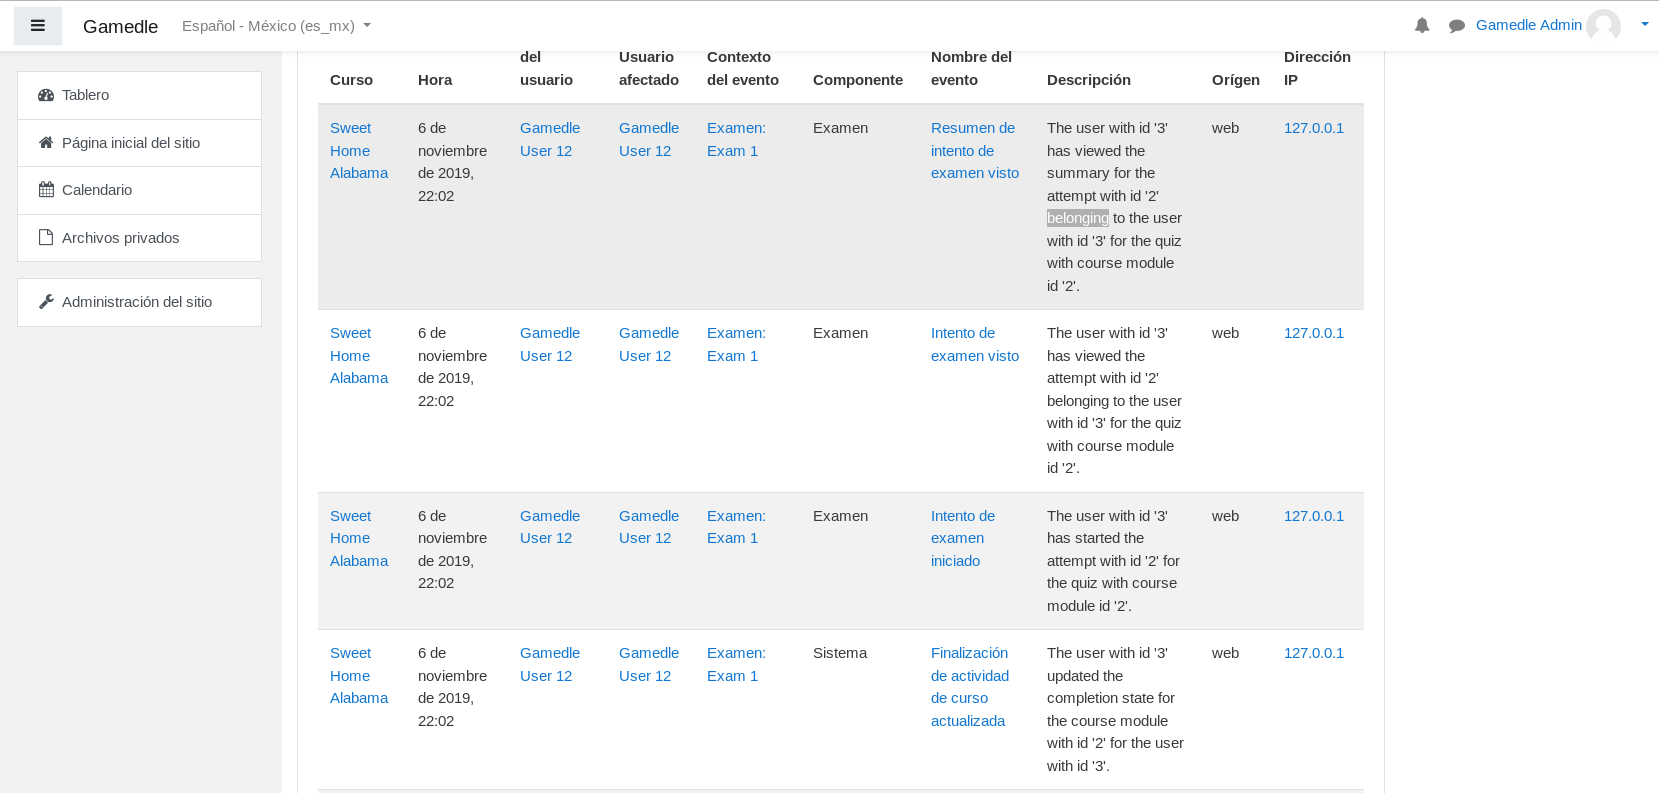 Gamedle Español - México (es_mx) Gamedle Admin
Tablero
Página inicial del sitio
Calendario
Archivos privados
Administración del sitio
del Usuario Contexto Nombre del Dirección
Curso Hora usuario afectado del evento Componente evento Descripción Orígen IP
Sweet 6 de Gamedle Gamedle Examen: Examen Resumen de The user with id '3' web 127.0.0.1
Home noviembre User 12 User 12 Exam 1 intento de has viewed the
Alabama de 2019, examen visto summary for the
22:02 attempt with id '2'
belonging to the user
with id '3' for the quiz
with course module
id '2'.
Sweet 6 de Gamedle Gamedle Examen: Examen Intento de The user with id '3' web 127.0.0.1
Home noviembre User 12 User 12 Exam 1 examen visto has viewed the
Alabama de 2019, attempt with id '2'
22:02 belonging to the user
with id '3' for the quiz
with course module
id '2'.
Sweet 6 de Gamedle Gamedle Examen: Examen Intento de The user with id '3' web 127.0.0.1
Home noviembre User 12 User 12 Exam 1 examen has started the
Alabama de 2019, iniciado attempt with id '2' for
22:02 the quiz with course
module id '2'.
Sweet 6 de Gamedle Gamedle Examen: Sistema Finalización The user with id '3' web 127.0.0.1
Home noviembre User 12 User 12 Exam 1 de actividad updated the
Alabama de 2019, de curso completion state for
22:02 actualizada the course module
with id '2' for the user
with id '3'.